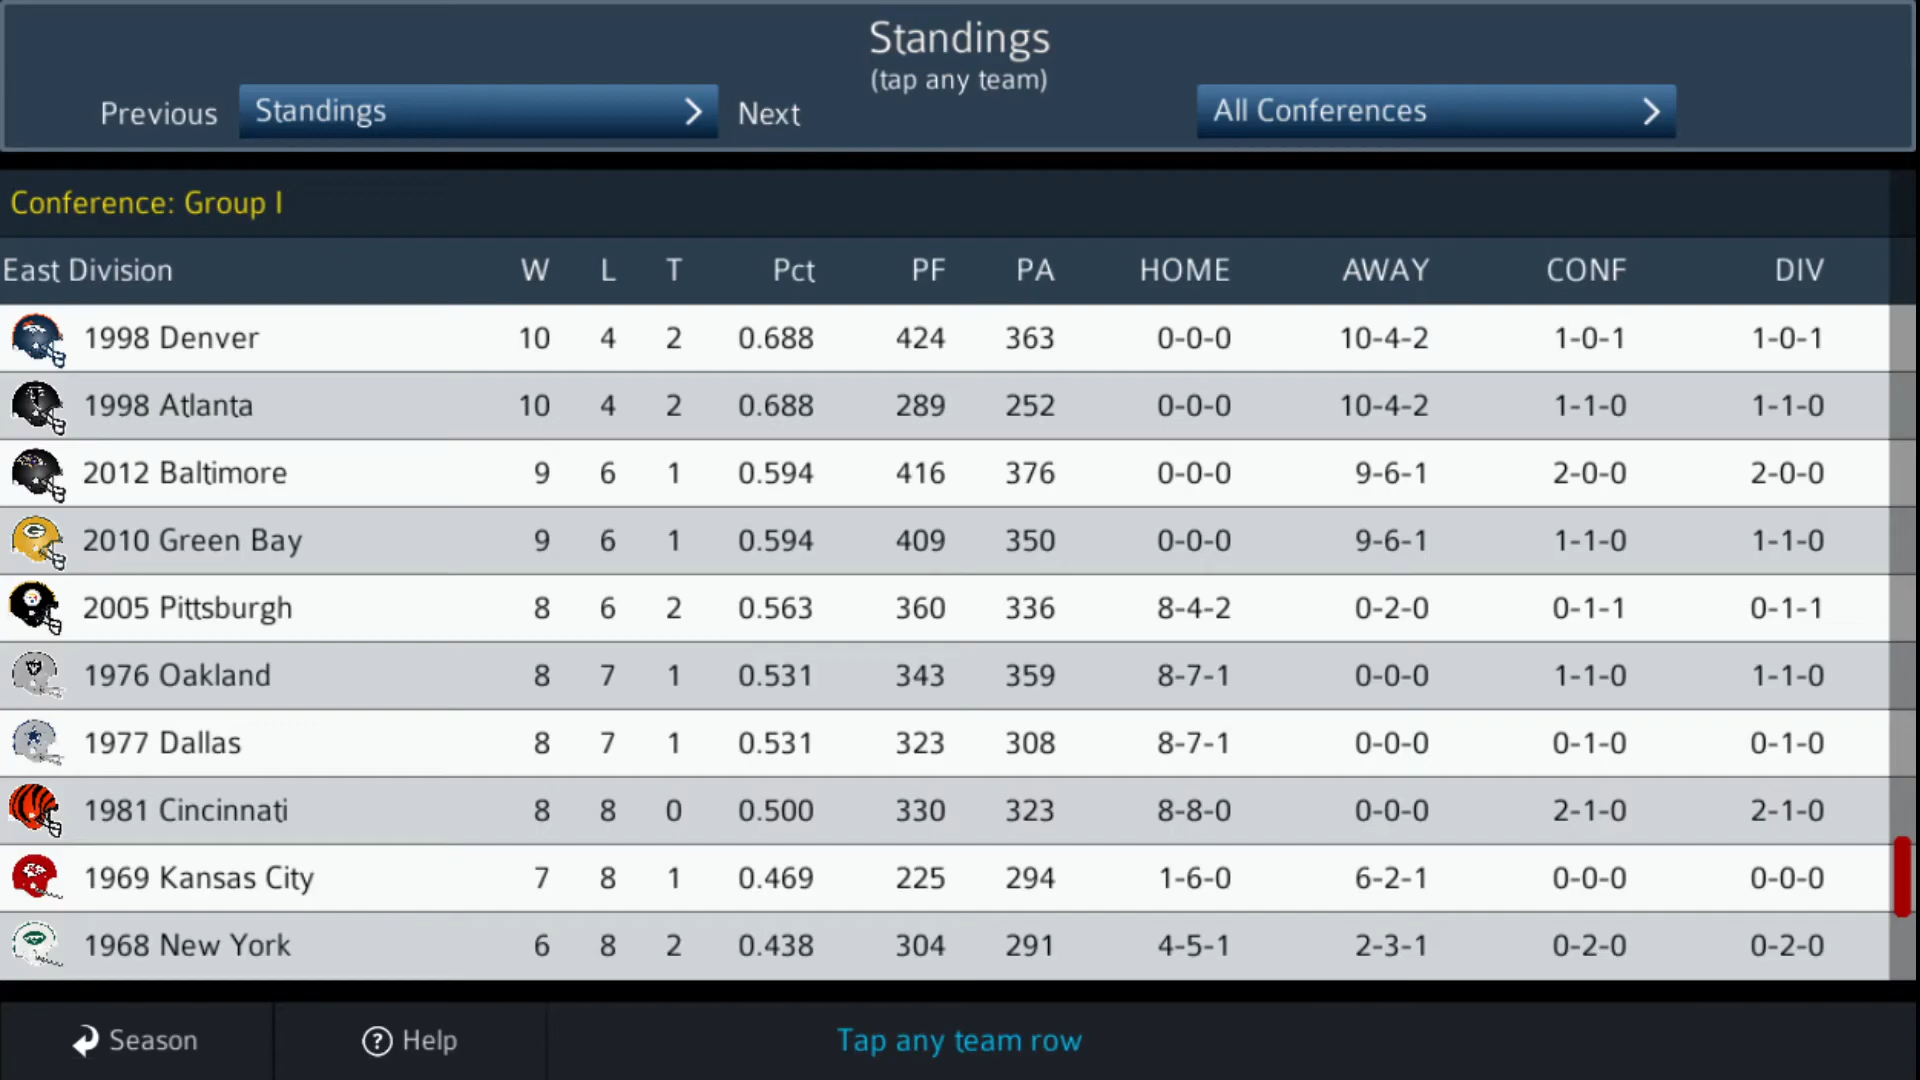 Standings
(tap any team)
Previous Standings Next All Conferences
Conference: Group I
East Division W L T Pct PF PA HOME AWAY CONF DIV
1998 Denver 10 4 2 0.688 424 363 0-0-0 10-4-2 1-0-1 1-0-1
1998 Atlanta 10 4 2 0.688 289 252 0-0-0 10-4-2 1-1-0 1-1-0
2012 Baltimore 9 6 1 0.594 416 376 0-0-0 9-6-1 2-0-0 2-0-0
2010 Green Bay 9 6 1 0.594 409 350 0-0-0 9-6-1 1-1-0 1-1-0
2005 Pittsburgh 8 6 2 0.563 360 336 8-4-2 0-2-0 0-1-1 0-1-1
1976 Oakland 8 7 1 0.531 343 359 8-7-1 0-0-0 1-1-0 1-1-0
1977 Dallas 8 7 1 0.531 323 308 8-7-1 0-0-0 0-1-0 0-1-0
1981 Cincinnati 8 8 0 0.500 330 323 8-8-0 0-0-0 2-1-0 2-1-0
1969 Kansas City 7 8 1 0.469 225 294 1-6-0 6-2-1 0-0-0 0-0-0
1968 New York 6 8 2 0.438 304 291 4-5-1 2-3-1 0-2-0 0-2-0
Season ? Help Tap any team row